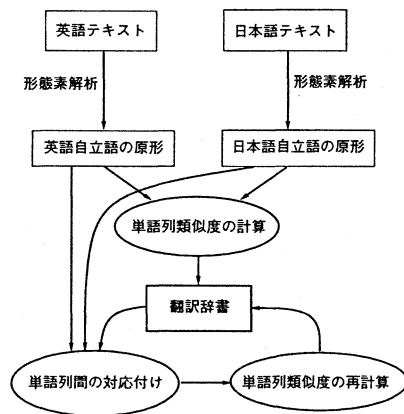 英語テキスト
日本語テキスト
形態素解析
形態素解析
英語自立語の原形
日本語自立語の原形
単語列類似度の計算
翻訳辞書
単語列間の対応付け
単語列類似度の再計算